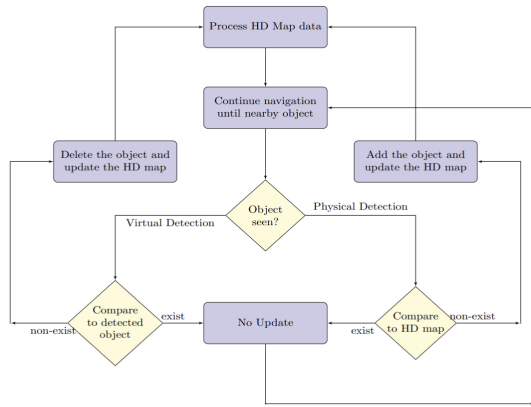 Process HD Map data
Continue navigation
until nearby object
Delete the object and
update the HD map
Add the object and
update the HD map
Object
seen?
Virtual Detection
Physical Detection
Compare
to detected
object
exist
non-exist
No Update
Compare
to HD map
exist
non-exist